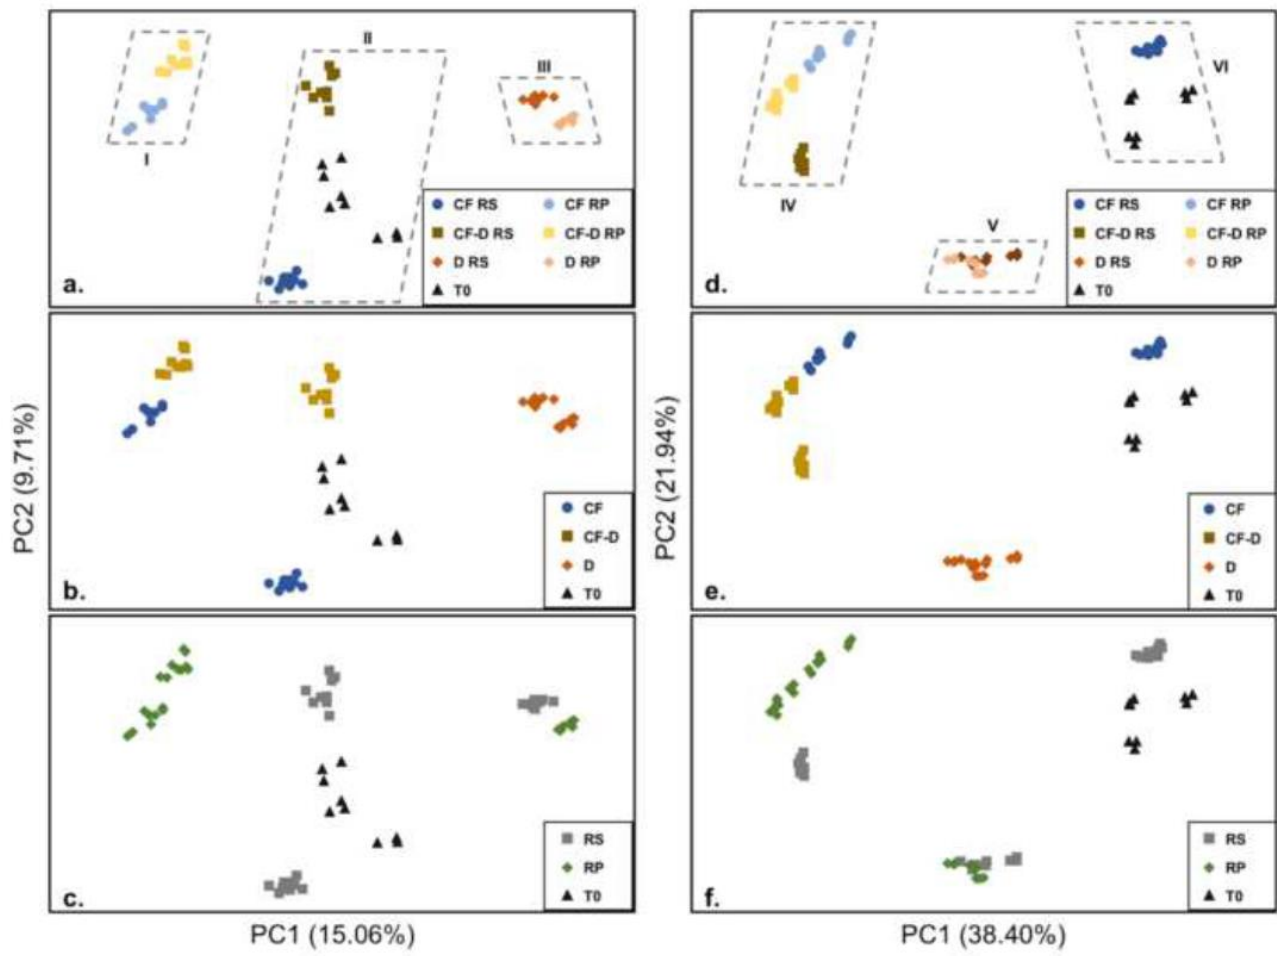 II
III
I
CF RS CF RP
CF-D RS CF-D RP
D RS D RP
T0
a.
VI
IV
V
CF RS CF RP
CF-D RS CF-D RP
D RS D RP
T0
d.
PC2 (9.71%)
CF
CF-D
D
T0
b.
PC2 (21.94%)
CF
CF-D
D
T0
e.
RS
RP
T0
c.
RS
RP
T0
f.
PC1 (15.06%)
PC1 (38.40%)